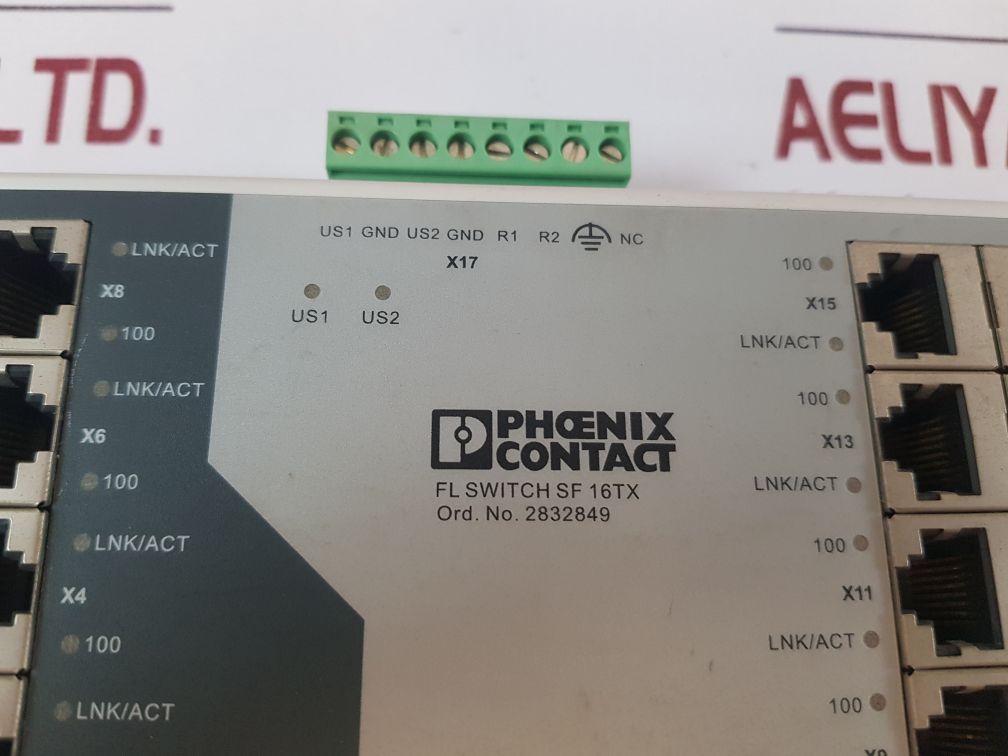 LTD.
AELIY
US1 GND US2 GND R1 R2 NC
X17
US1 US2
LNK/ACT
X8
100
LNK/ACT
X6
100
LNK/ACT
X4
100
LNK/ACT
PHŒNIX
CONTACT
FL SWITCH SF 16TX
Ord. No. 2832849
100
X15
LNK/ACT
100
X13
LNK/ACT
100
X11
LNK/ACT
100
X9